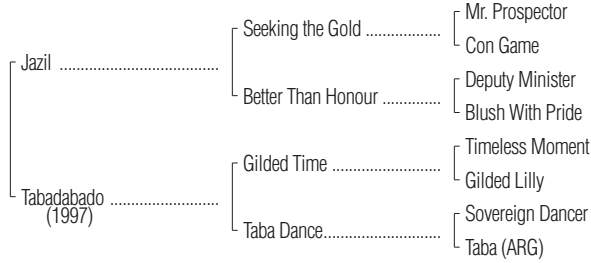 Mr. Prospector
Seeking the Gold ..................
Con Game
Jazil ......................................
Deputy Minister
Better Than Honour ..............
Blush With Pride
Timeless Moment
Gilded Time ..........................
Gilded Lilly
Tabadabado ..........................
(1997)
Sovereign Dancer
Taba Dance............................
Taba (ARG)